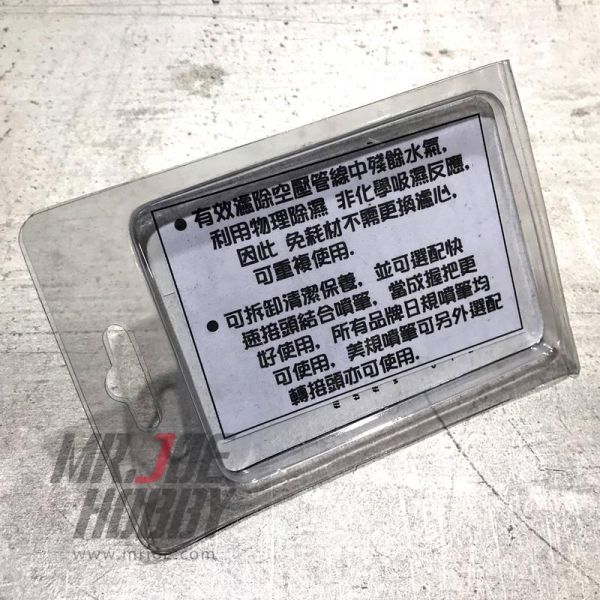 ● 有效濾除空壓管線中殘餘水氣,
利用物理除濕 非化學吸濕反應,
因此 免耗材不需更換濾心,
可重複使用.
● 可拆卸清潔保養, 並可選配快
速接頭結合噴筆, 當成握把更
好使用, 所有品牌日規噴筆均
可使用, 美規噴筆可另外選配
轉接頭亦可使用.
MR.JOE
HOBBY
www.mrjoe.com